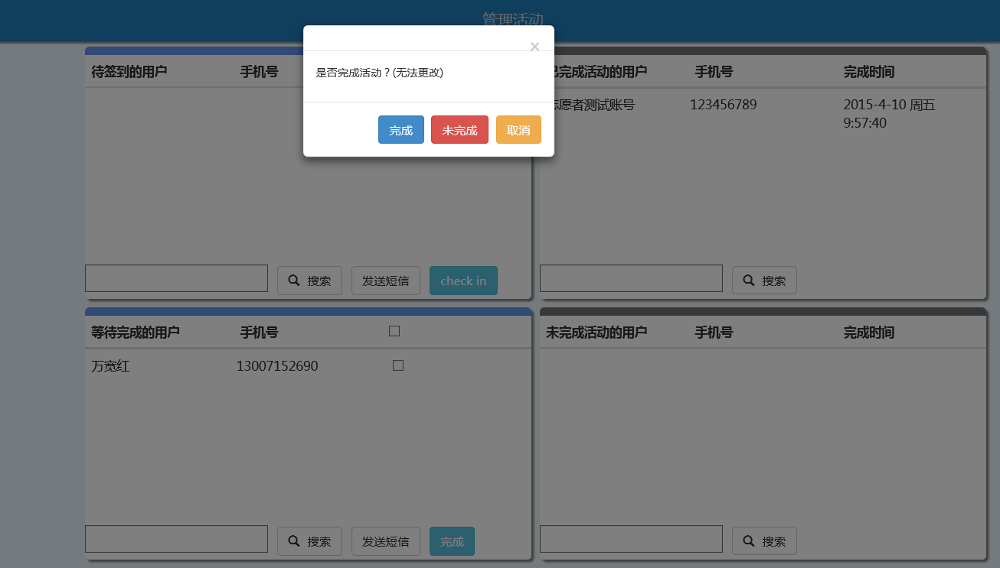 管理活动
×
是否完成活动？(无法更改)
完成 未完成 取消
待签到的用户 手机号
搜索 发送短信 check in
已完成活动的用户 手机号 完成时间
志愿者测试账号 123456789 2015-4-10 周五
9:57:40
搜索
等待完成的用户 手机号
万宽红 13007152690
搜索 发送短信 完成
未完成活动的用户 手机号 完成时间
搜索